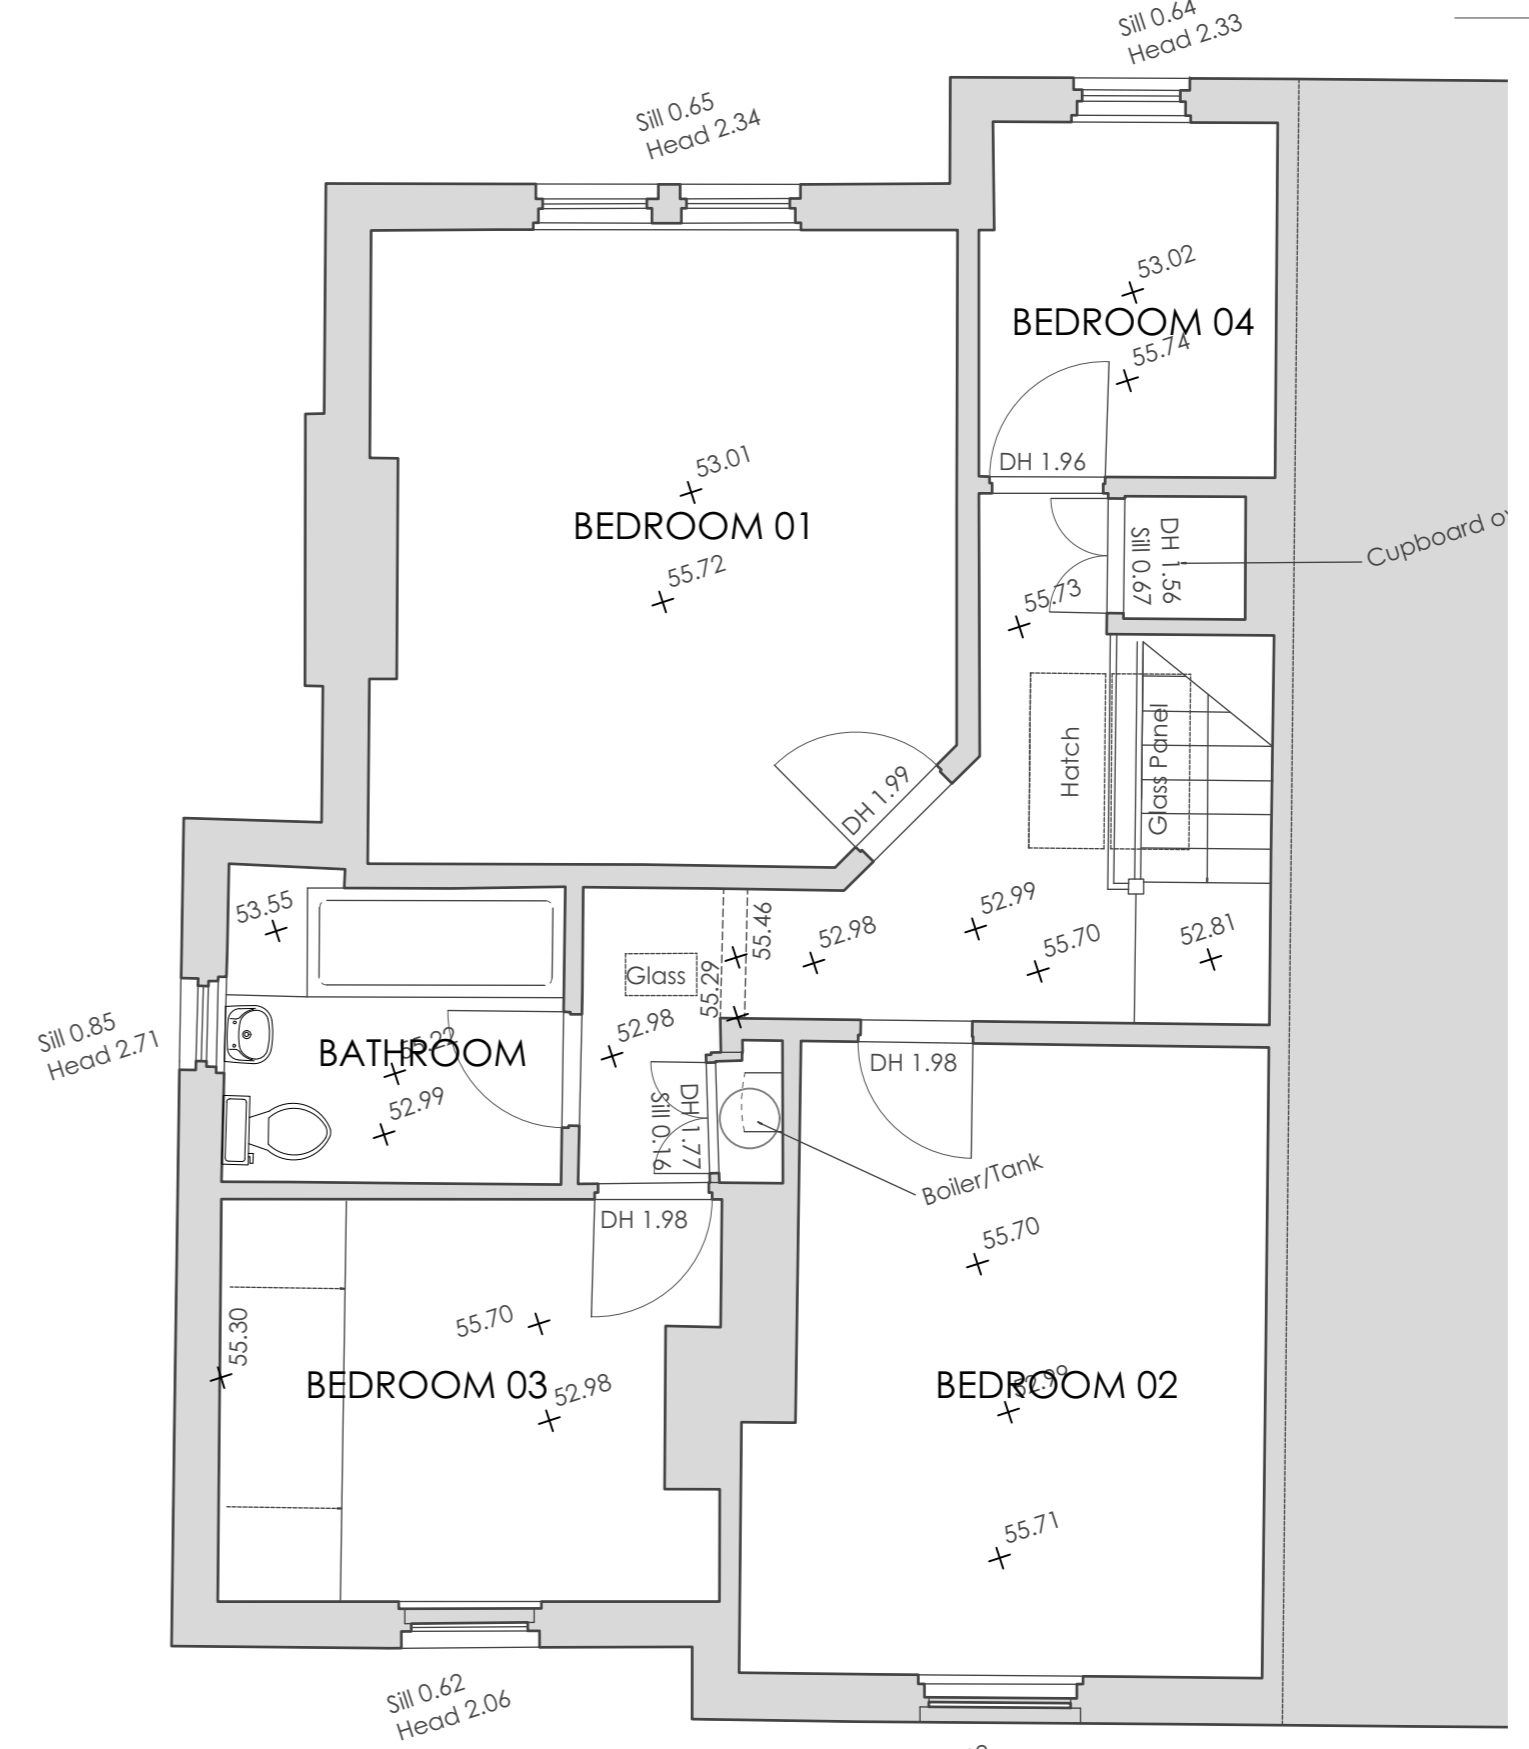 Sill 0.64
Head 2.33
Sill 0.65
Head 2.34
53.02
BEDROOM 04
55.74
DH 1.96
53.01
BEDROOM 01
55.72
DH 1.56
Sill 0.67
Cupboard
55.73
Hatch
Glass Panel
DH 1.99
53.55
55.46
52.98
52.99
55.70
52.81
Glass
55.29
Sill 0.85
Head 2.71
BATHROOM
52.98
52.99
DH 1.98
DH 1.77
Sill 0.16
Boiler/Tank
DH 1.98
55.70
55.30
55.70
BEDROOM 03
52.98
52.99
BEDROOM 02
55.71
Sill 0.62
Head 2.06